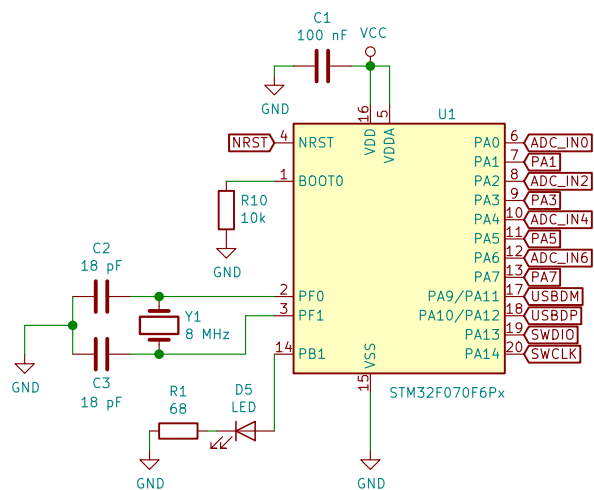 C1
100 nF
VCC
GND
U1
16
5
VDD
VDDA
NRST
4
NRST
PA0
6
ADC_IN0
PA1
7
PA1
1
BOOT0
PA2
8
ADC_IN2
R10
10k
PA3
9
PA3
PA4
10
ADC_IN4
PA5
11
PA5
GND
PA6
12
ADC_IN6
PA7
13
PA7
C2
18 pF
2
PF0
PA9/PA11
17
USBDM
Y1
8 MHz
3
PF1
PA10/PA12
18
USBDP
PA13
19
SWDIO
14
PB1
PA14
20
SWCLK
VSS
15
GND
C3
18 pF
STM32F070F6Px
R1
68
D5
LED
GND
GND